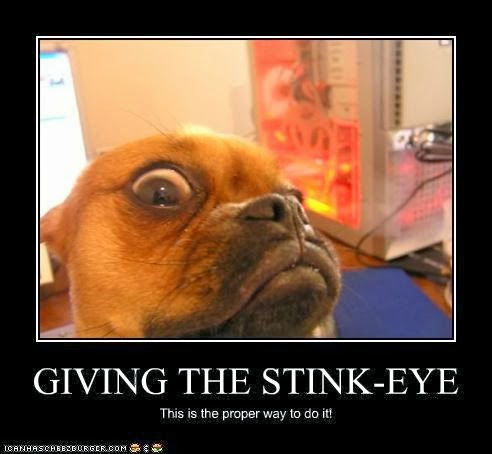 GIVING THE STINK-EYE
This is the proper way to do it!
ICANHASCHEEZBURGER.COM